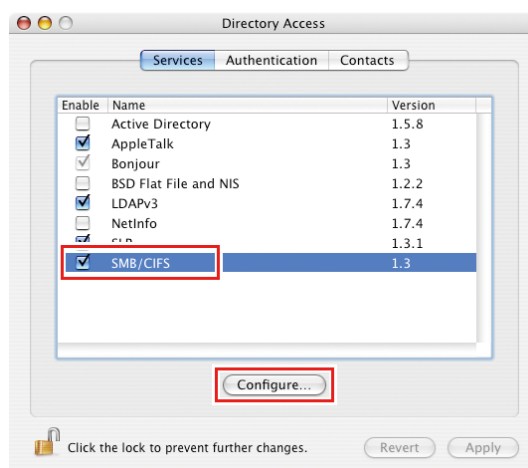 Directory Access
Services Authentication Contacts
Enable Name Version
Active Directory 1.5.8
AppleTalk 1.3
Bonjour 1.3
BSD Flat File and NIS 1.2.2
LDAPv3 1.7.4
NetInfo 1.7.4
1.3.1
SMB/CIFS 1.3
Configure...
Click the lock to prevent further changes. Revert Apply